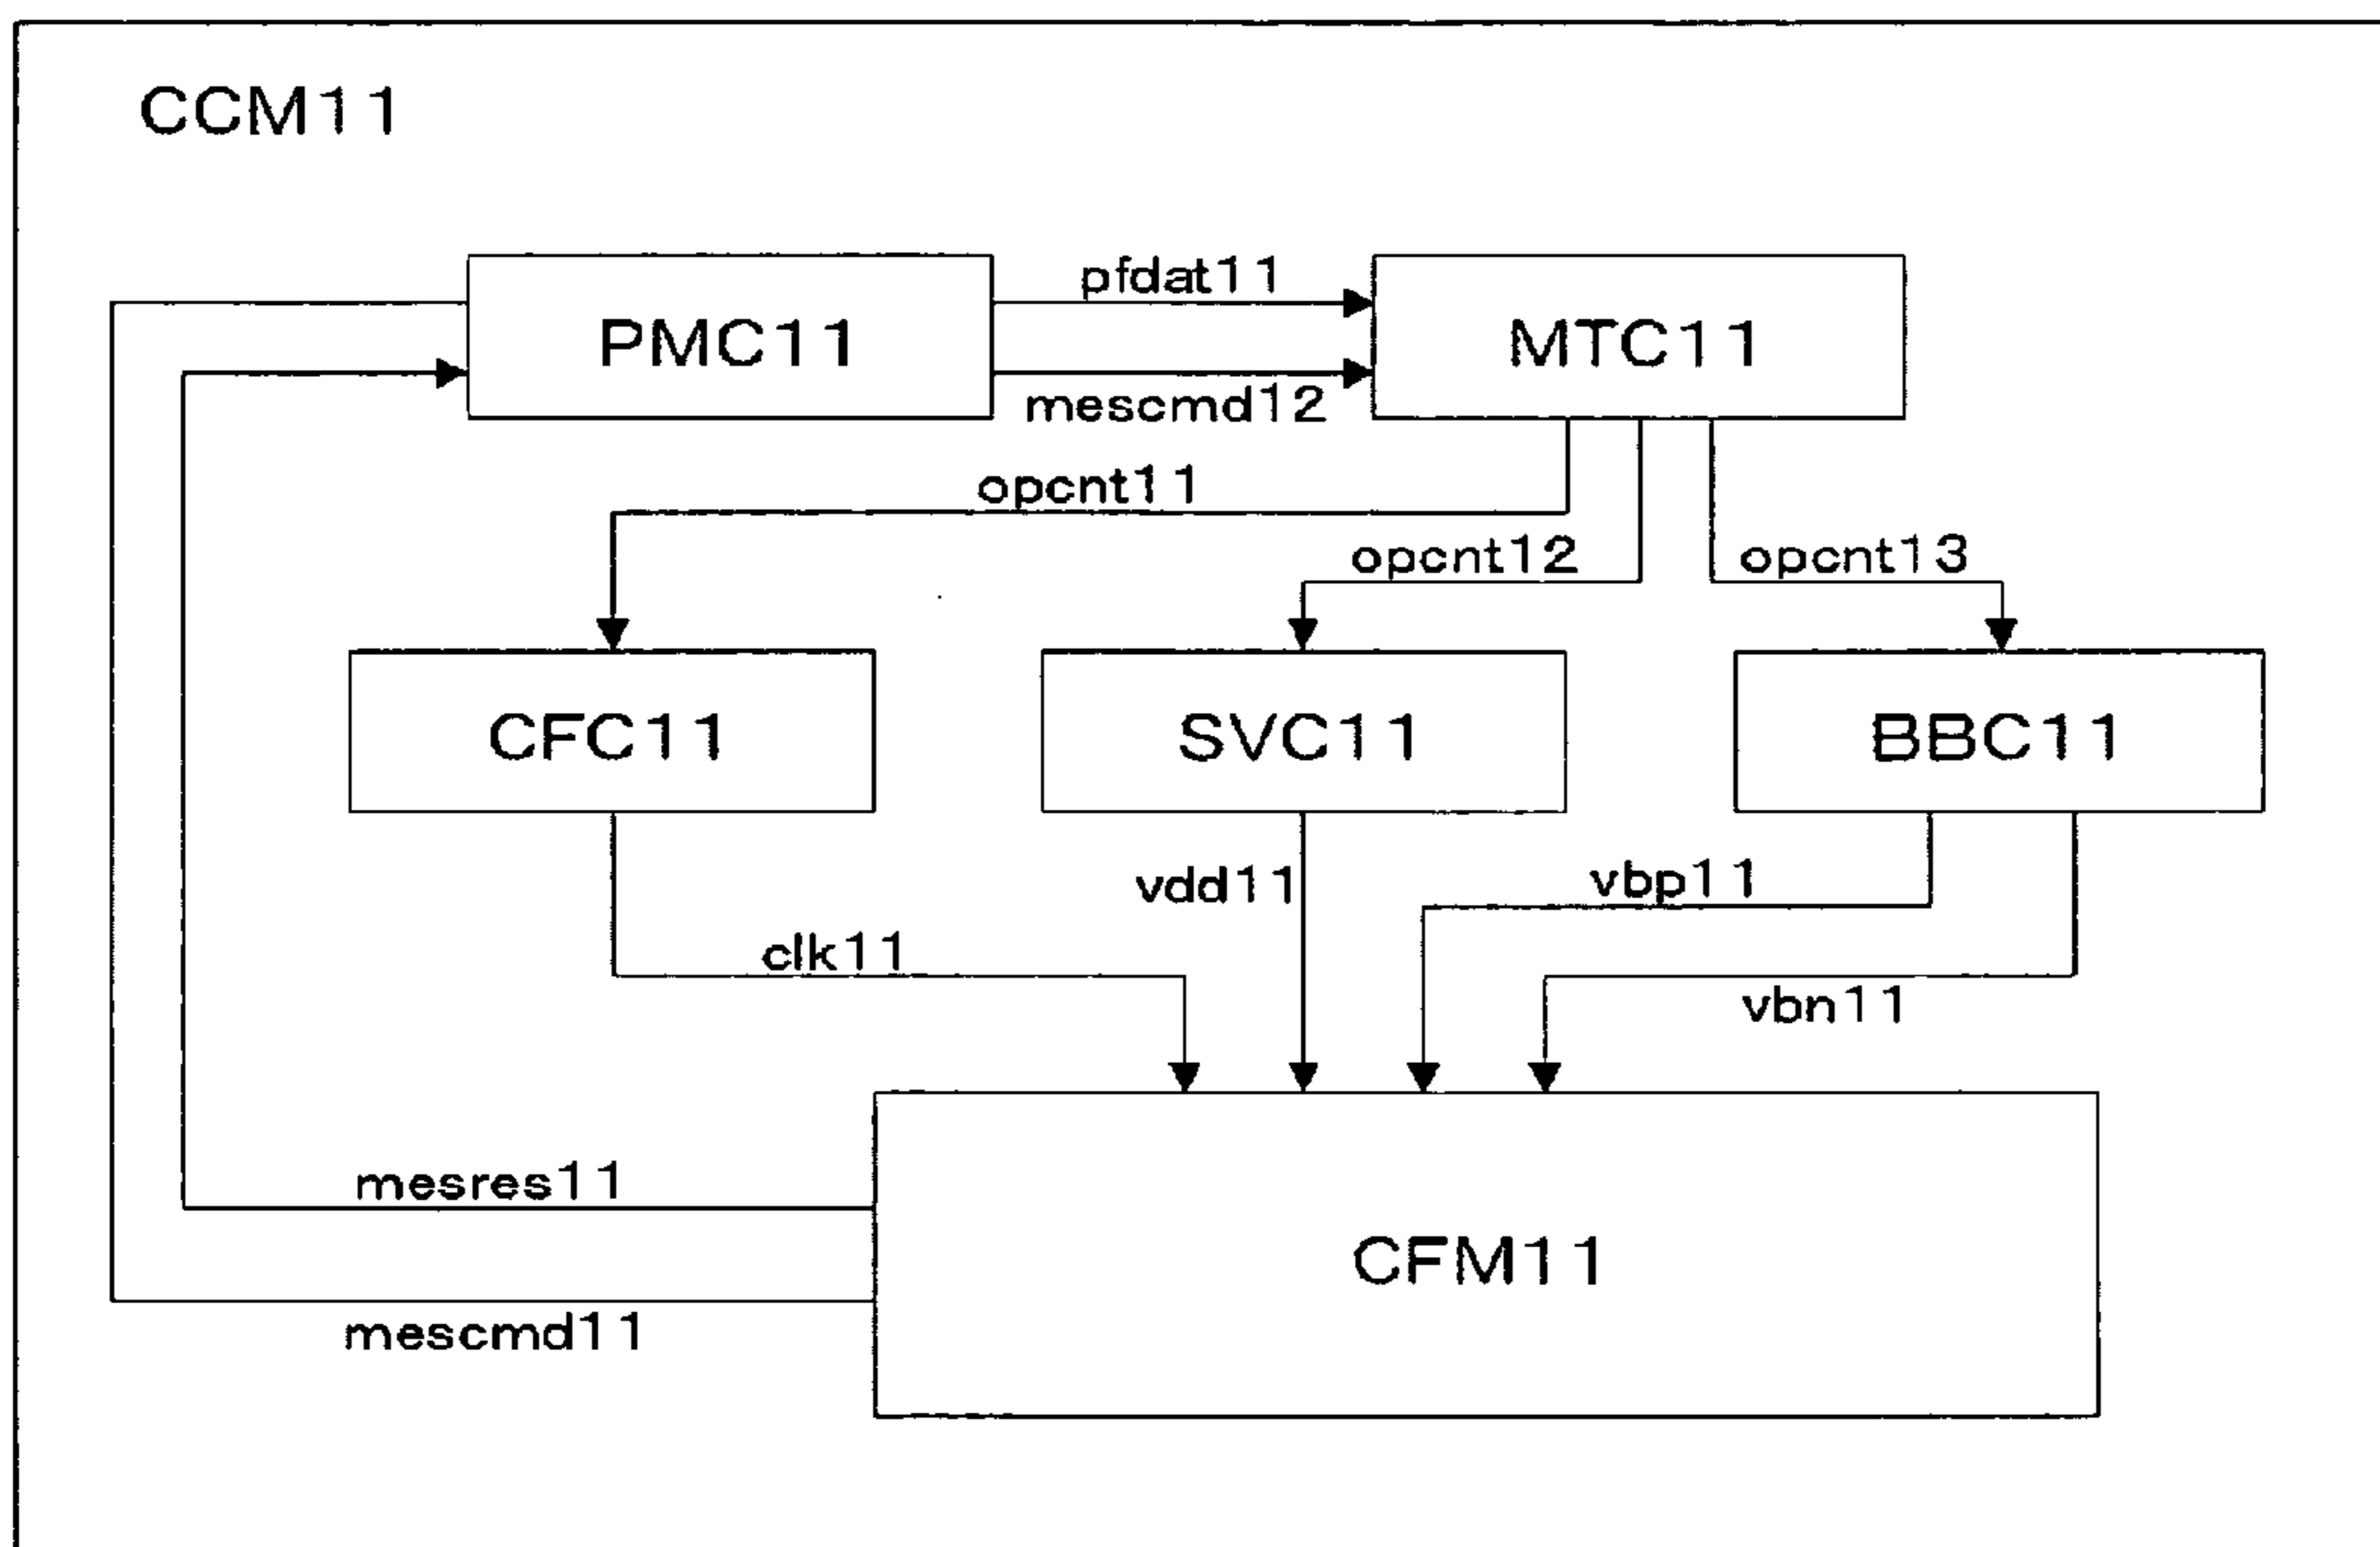 CCM11
pfdat11
PMC11
MTC11
mescmd12
opcnt11
opcnt12
opcnt13
CFC11
SVC11
BBC11
vdd11
vbp11
clk11
vbn11
mesres11
CFM11
mescmd11